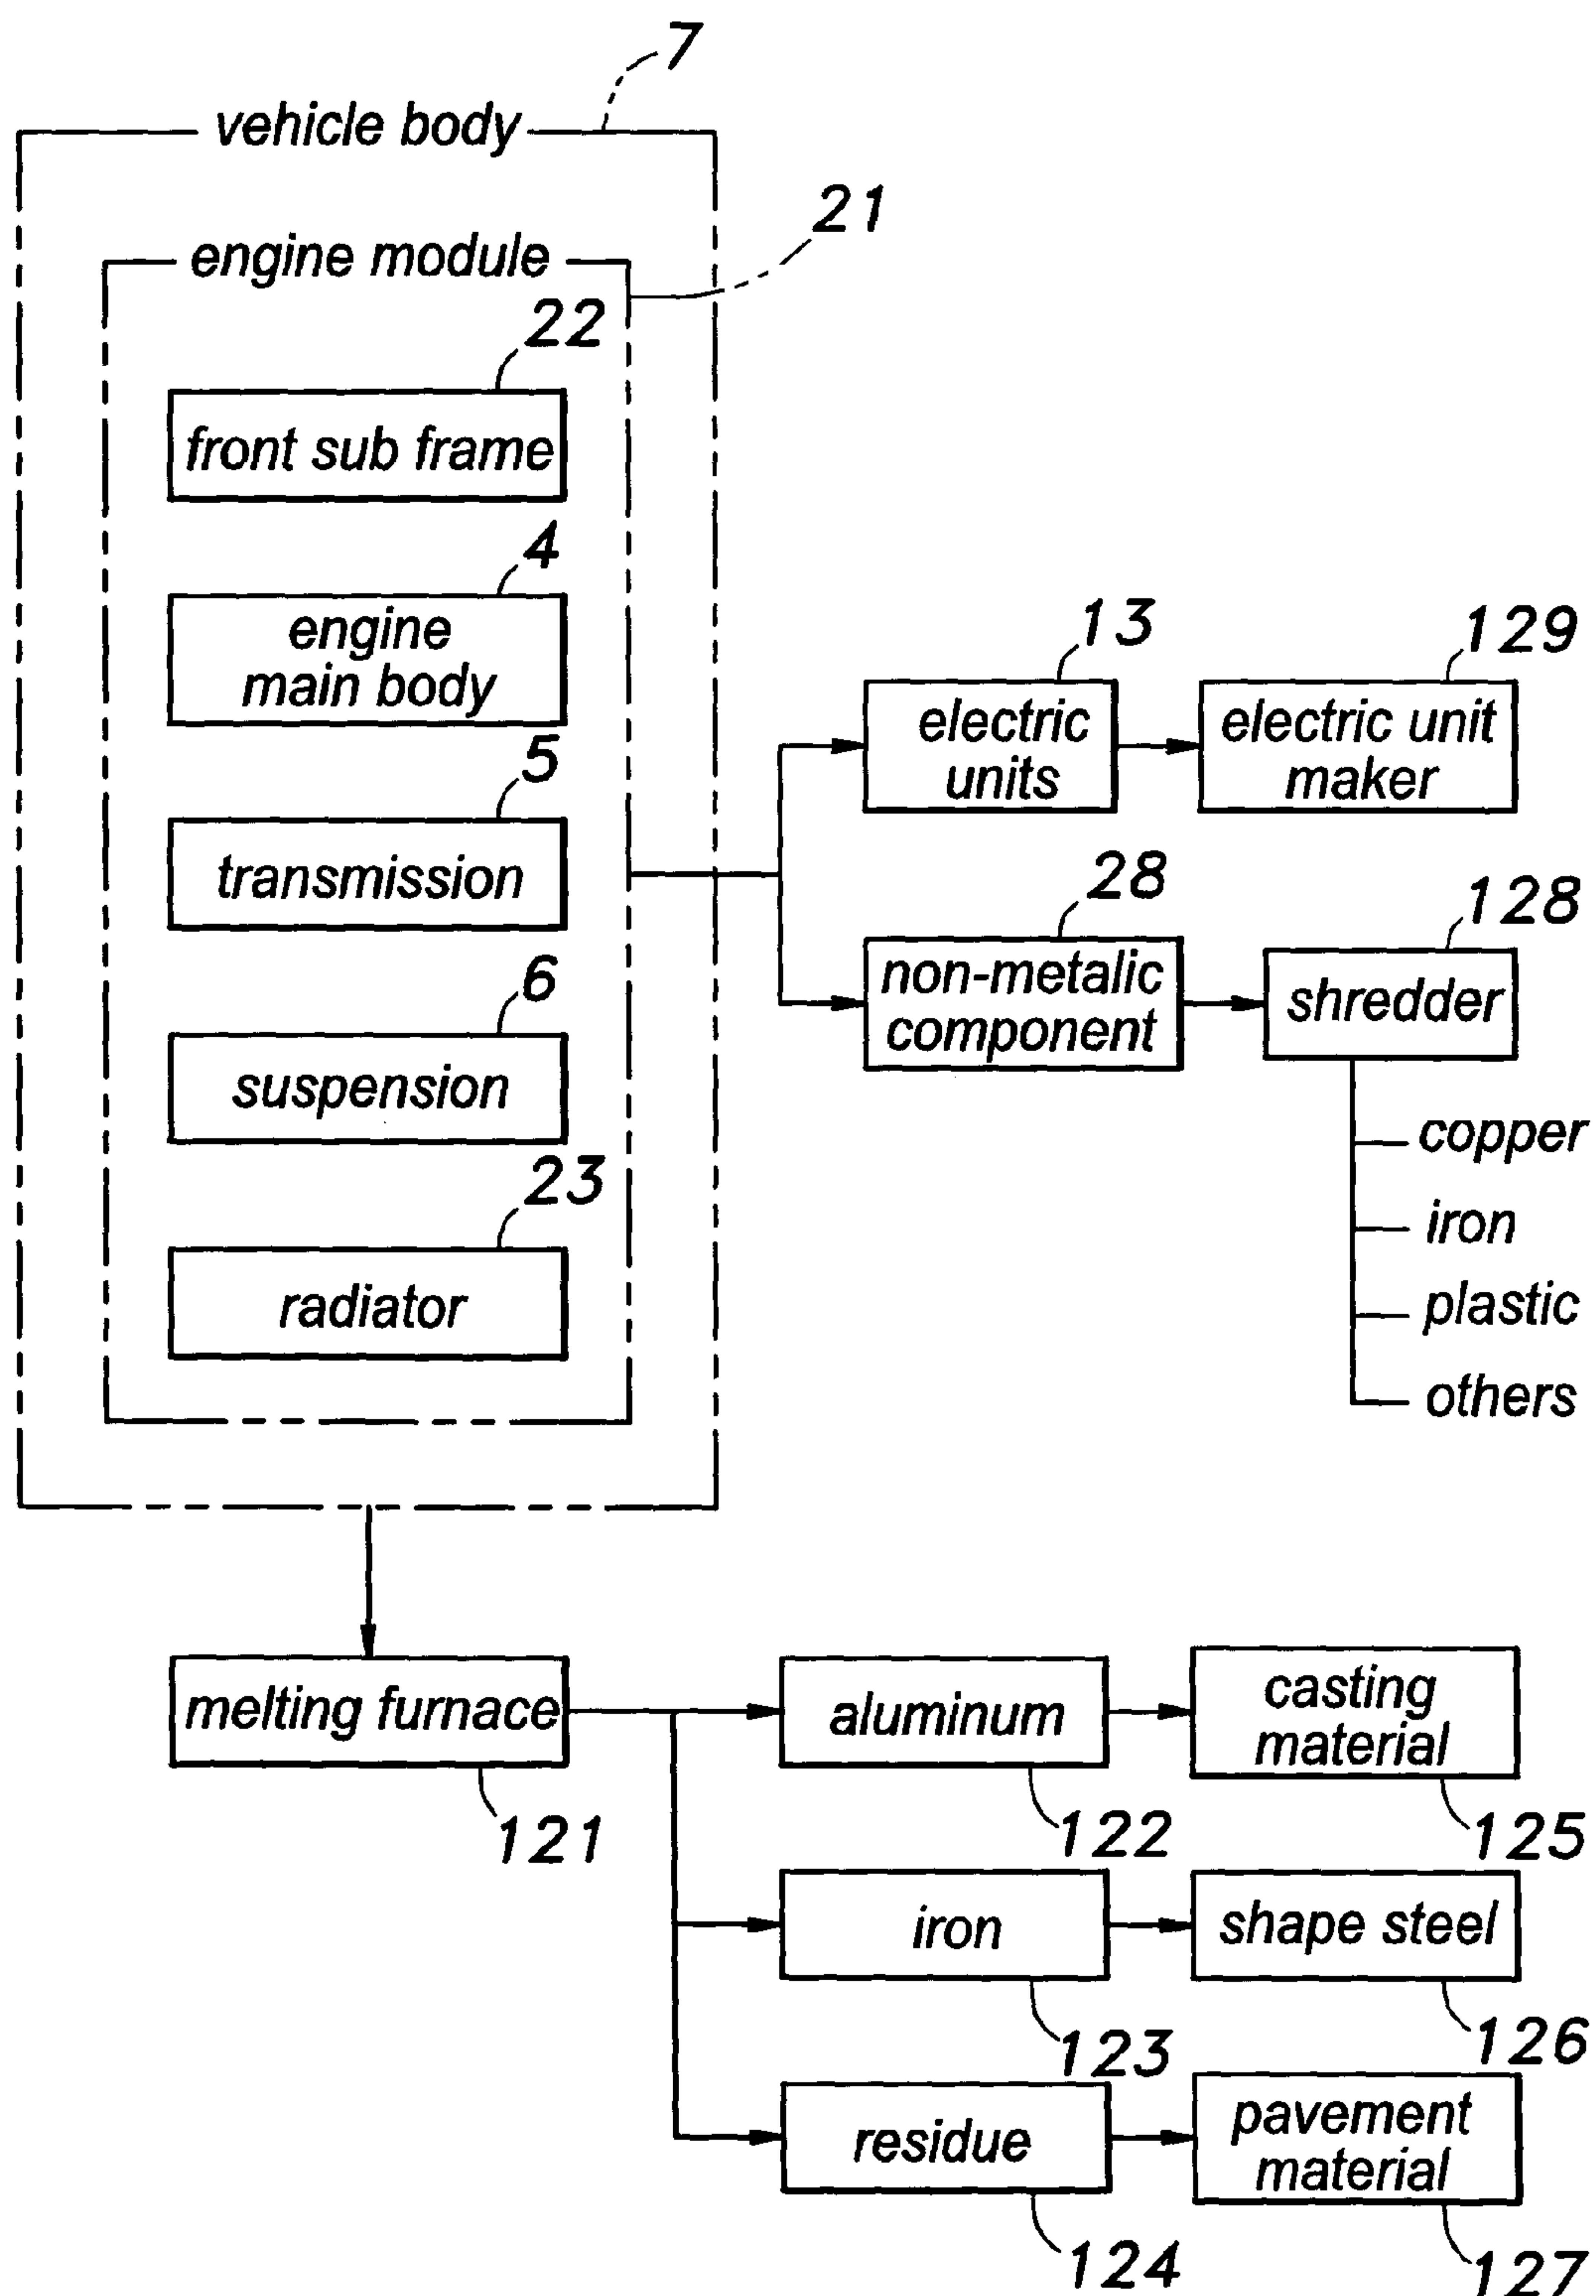 7
vehicle body
21
engine module
22
front sub frame
4
engine
main body
5
transmission
6
suspension
23
radiator
13
electric
units
129
electric unit
maker
28
non-metalic
component
128
shredder
copper
iron
plastic
others
melting furnace
121
aluminum
122
casting
material
125
iron
123
shape steel
126
residue
124
pavement
material
127